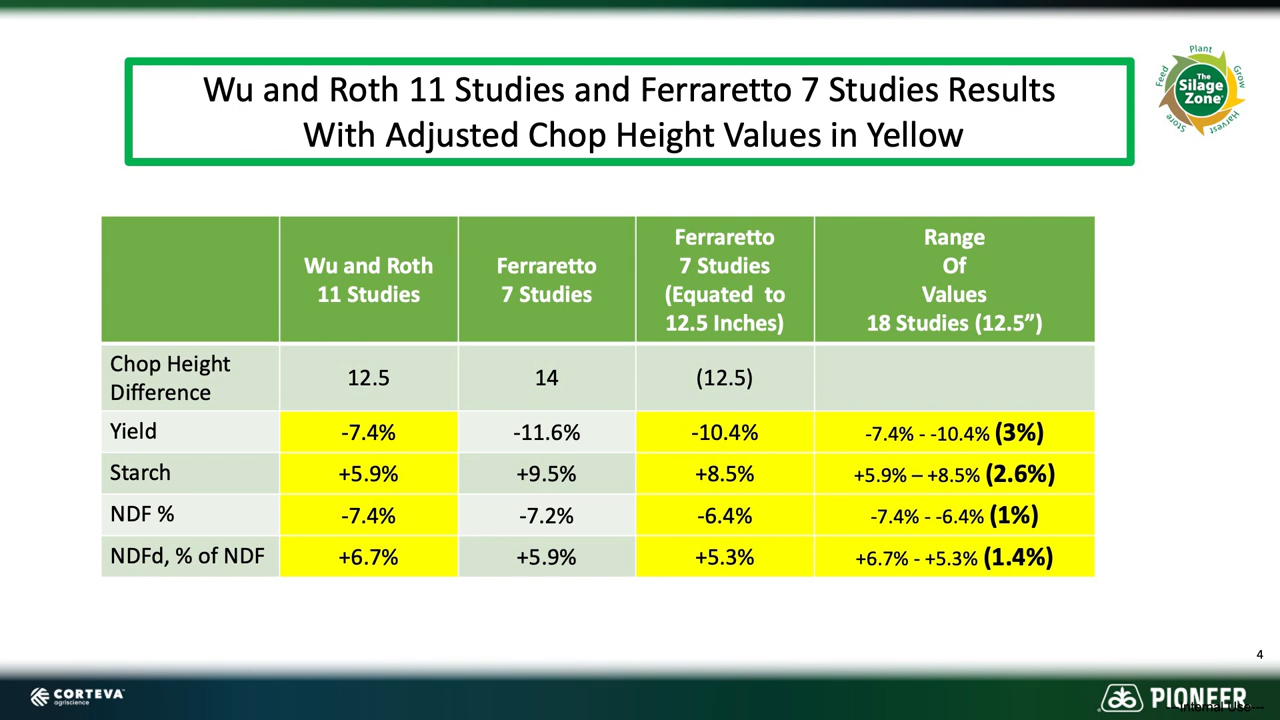 Wu and Roth 11 Studies and Ferraretto 7 Studies Results
With Adjusted Chop Height Values in Yellow
Plant
Grow
Harvest
Store
Feed
The
Silage
Zone®
Wu and Roth
11 Studies
Ferraretto
7 Studies
Ferraretto
7 Studies
(Equated to
12.5 Inches)
Range
Of
Values
18 Studies (12.5”)
Chop Height
Difference
12.5
14
(12.5)
Yield
-7.4%
-11.6%
-10.4%
-7.4% - -10.4% (3%)
Starch
+5.9%
+9.5%
+8.5%
+5.9% – +8.5% (2.6%)
NDF %
-7.4%
-7.2%
-6.4%
-7.4% - -6.4% (1%)
NDFd, % of NDF
+6.7%
+5.9%
+5.3%
+6.7% - +5.3% (1.4%)
4
CORTEVA™
agriscience
PIONEER®
---Internal Use---